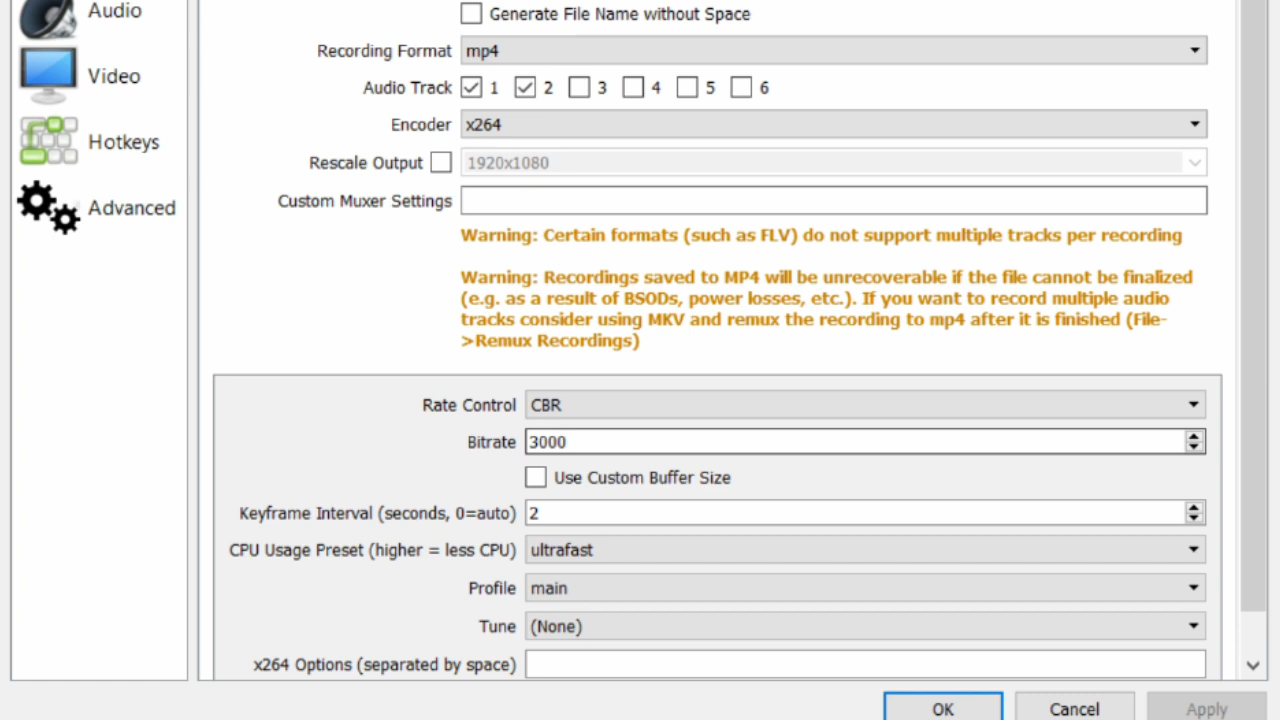 Audio
Video
Hotkeys
Advanced
Generate File Name without Space
Recording Format mp4
Audio Track 1 2 3 4 5 6
Encoder x264
Rescale Output 1920x1080
Custom Muxer Settings
Warning: Certain formats (such as FLV) do not support multiple tracks per recording
Warning: Recordings saved to MP4 will be unrecoverable if the file cannot be finalized
(e.g. as a result of BSODs, power losses, etc.). If you want to record multiple audio
tracks consider using MKV and remux the recording to mp4 after it is finished (File-
>Remux Recordings)
Rate Control CBR
Bitrate 3000
Use Custom Buffer Size
Keyframe Interval (seconds, 0=auto) 2
CPU Usage Preset (higher = less CPU) ultrafast
Profile main
Tune (None)
x264 Options (separated by space)
OK Cancel Apply